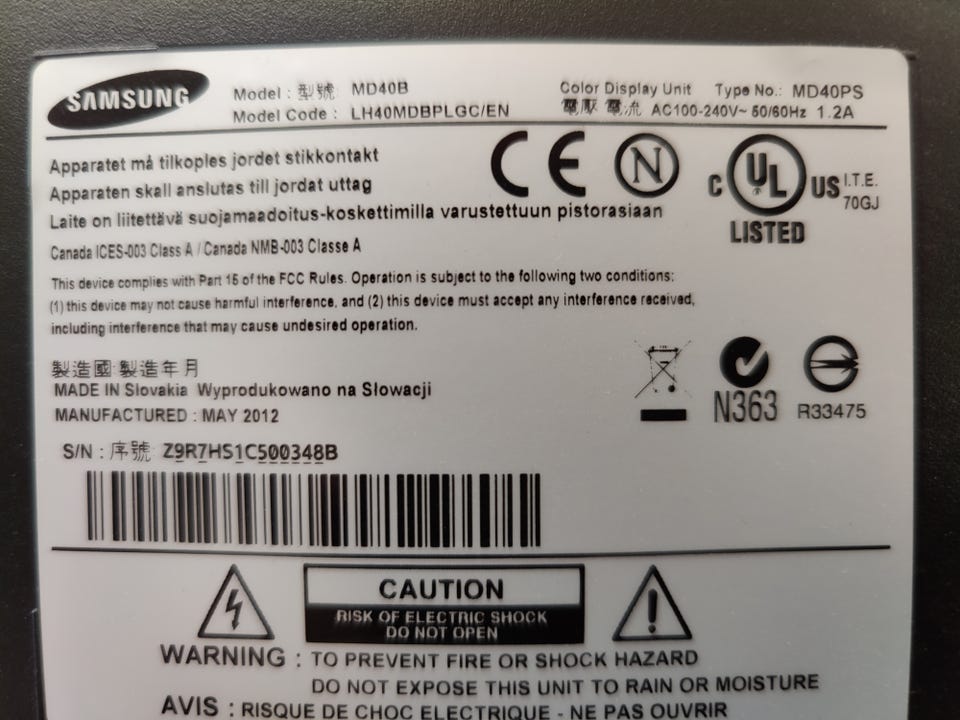 SAMSUNG
Model : 型號 MD40B Color Display Unit Type No.: MD40PS
Model Code : LH40MDBPLGC/EN 電壓 電流 AC100-240V~ 50/60Hz 1.2A
Apparatet må tilkoples jordet stikkontakt
Apparaten skall anslutas till jordat uttag
Laite on liitettävä suojamaadoitus-koskettimilla varustettuun pistorasiaan
CE N C UL US I.T.E.
70GJ
LISTED
Canada ICES-003 Class A / Canada NMB-003 Classe A
This device complies with Part 15 of the FCC Rules. Operation is subject to the following two conditions:
(1) this device may not cause harmful interference, and (2) this device must accept any interference received,
including interference that may cause undesired operation.
製造國 製造年月
MADE IN Slovakia Wyprodukowano na Słowacji
MANUFACTURED : MAY 2012
N363 R33475
S/N : 序號 Z9R7HS1C500348B
CAUTION
RISK OF ELECTRIC SHOCK
DO NOT OPEN
WARNING : TO PREVENT FIRE OR SHOCK HAZARD
DO NOT EXPOSE THIS UNIT TO RAIN OR MOISTURE
AVIS : RISQUE DE CHOC ELECTRIQUE - NE PAS OUVRIR